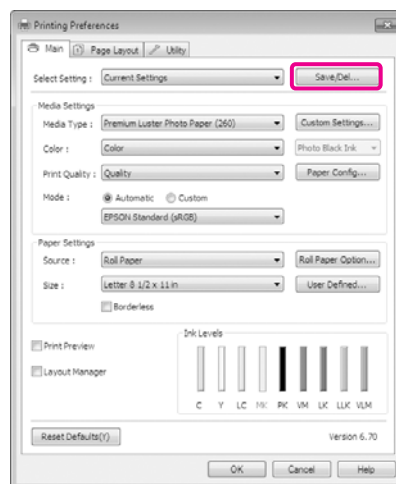 Printing Preferences
Main Page Layout Utility
Select Setting : Current Settings Save/Del...
Media Settings
Media Type : Premium Luster Photo Paper (260) Custom Settings...
Color : Color Photo Black Ink
Print Quality : Quality Paper Config...
Mode : Automatic Custom
EPSON Standard (sRGB)
Paper Settings
Source : Roll Paper Roll Paper Option...
Size : Letter 8 1/2 x 11 in User Defined...
Borderless
Ink Levels
Print Preview
Layout Manager
C Y LC MK PK VM LK LLK VLM
Reset Defaults(Y) Version 6.70
OK Cancel Help